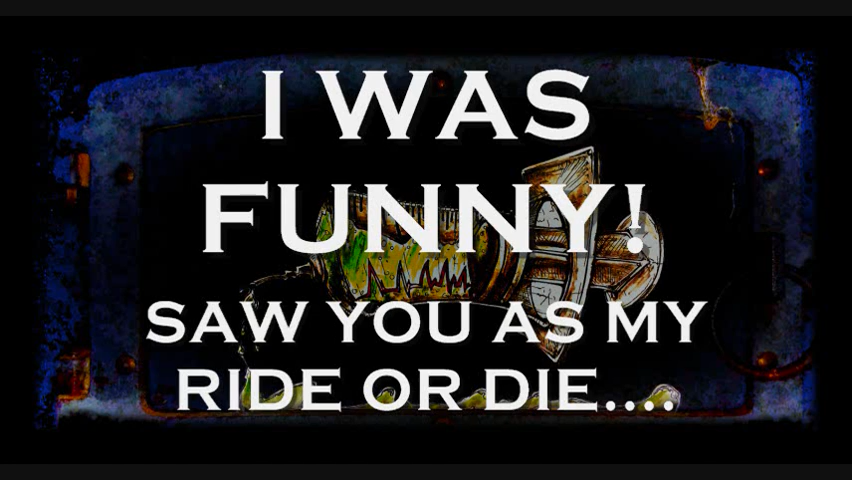 I WAS
FUNNY!
SAW YOU AS MY
RIDE OR DIE....